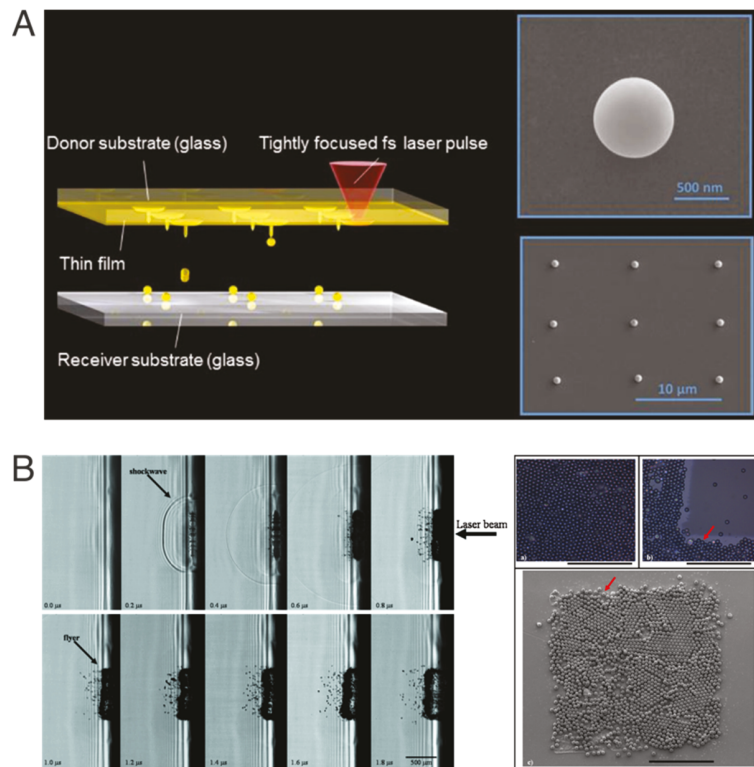 A
Donor substrate (glass)
Tightly focused fs laser pulse
Thin film
Receiver substrate (glass)
500 nm
10 µm
B
shockwave
Laser beam
0.0 µs
0.2 µs
0.4 µs
0.6 µs
0.8 µs
flyer
1.0 µs
1.2 µs
1.4 µs
1.6 µs
1.8 µs
500 µm
a)
b)
c)